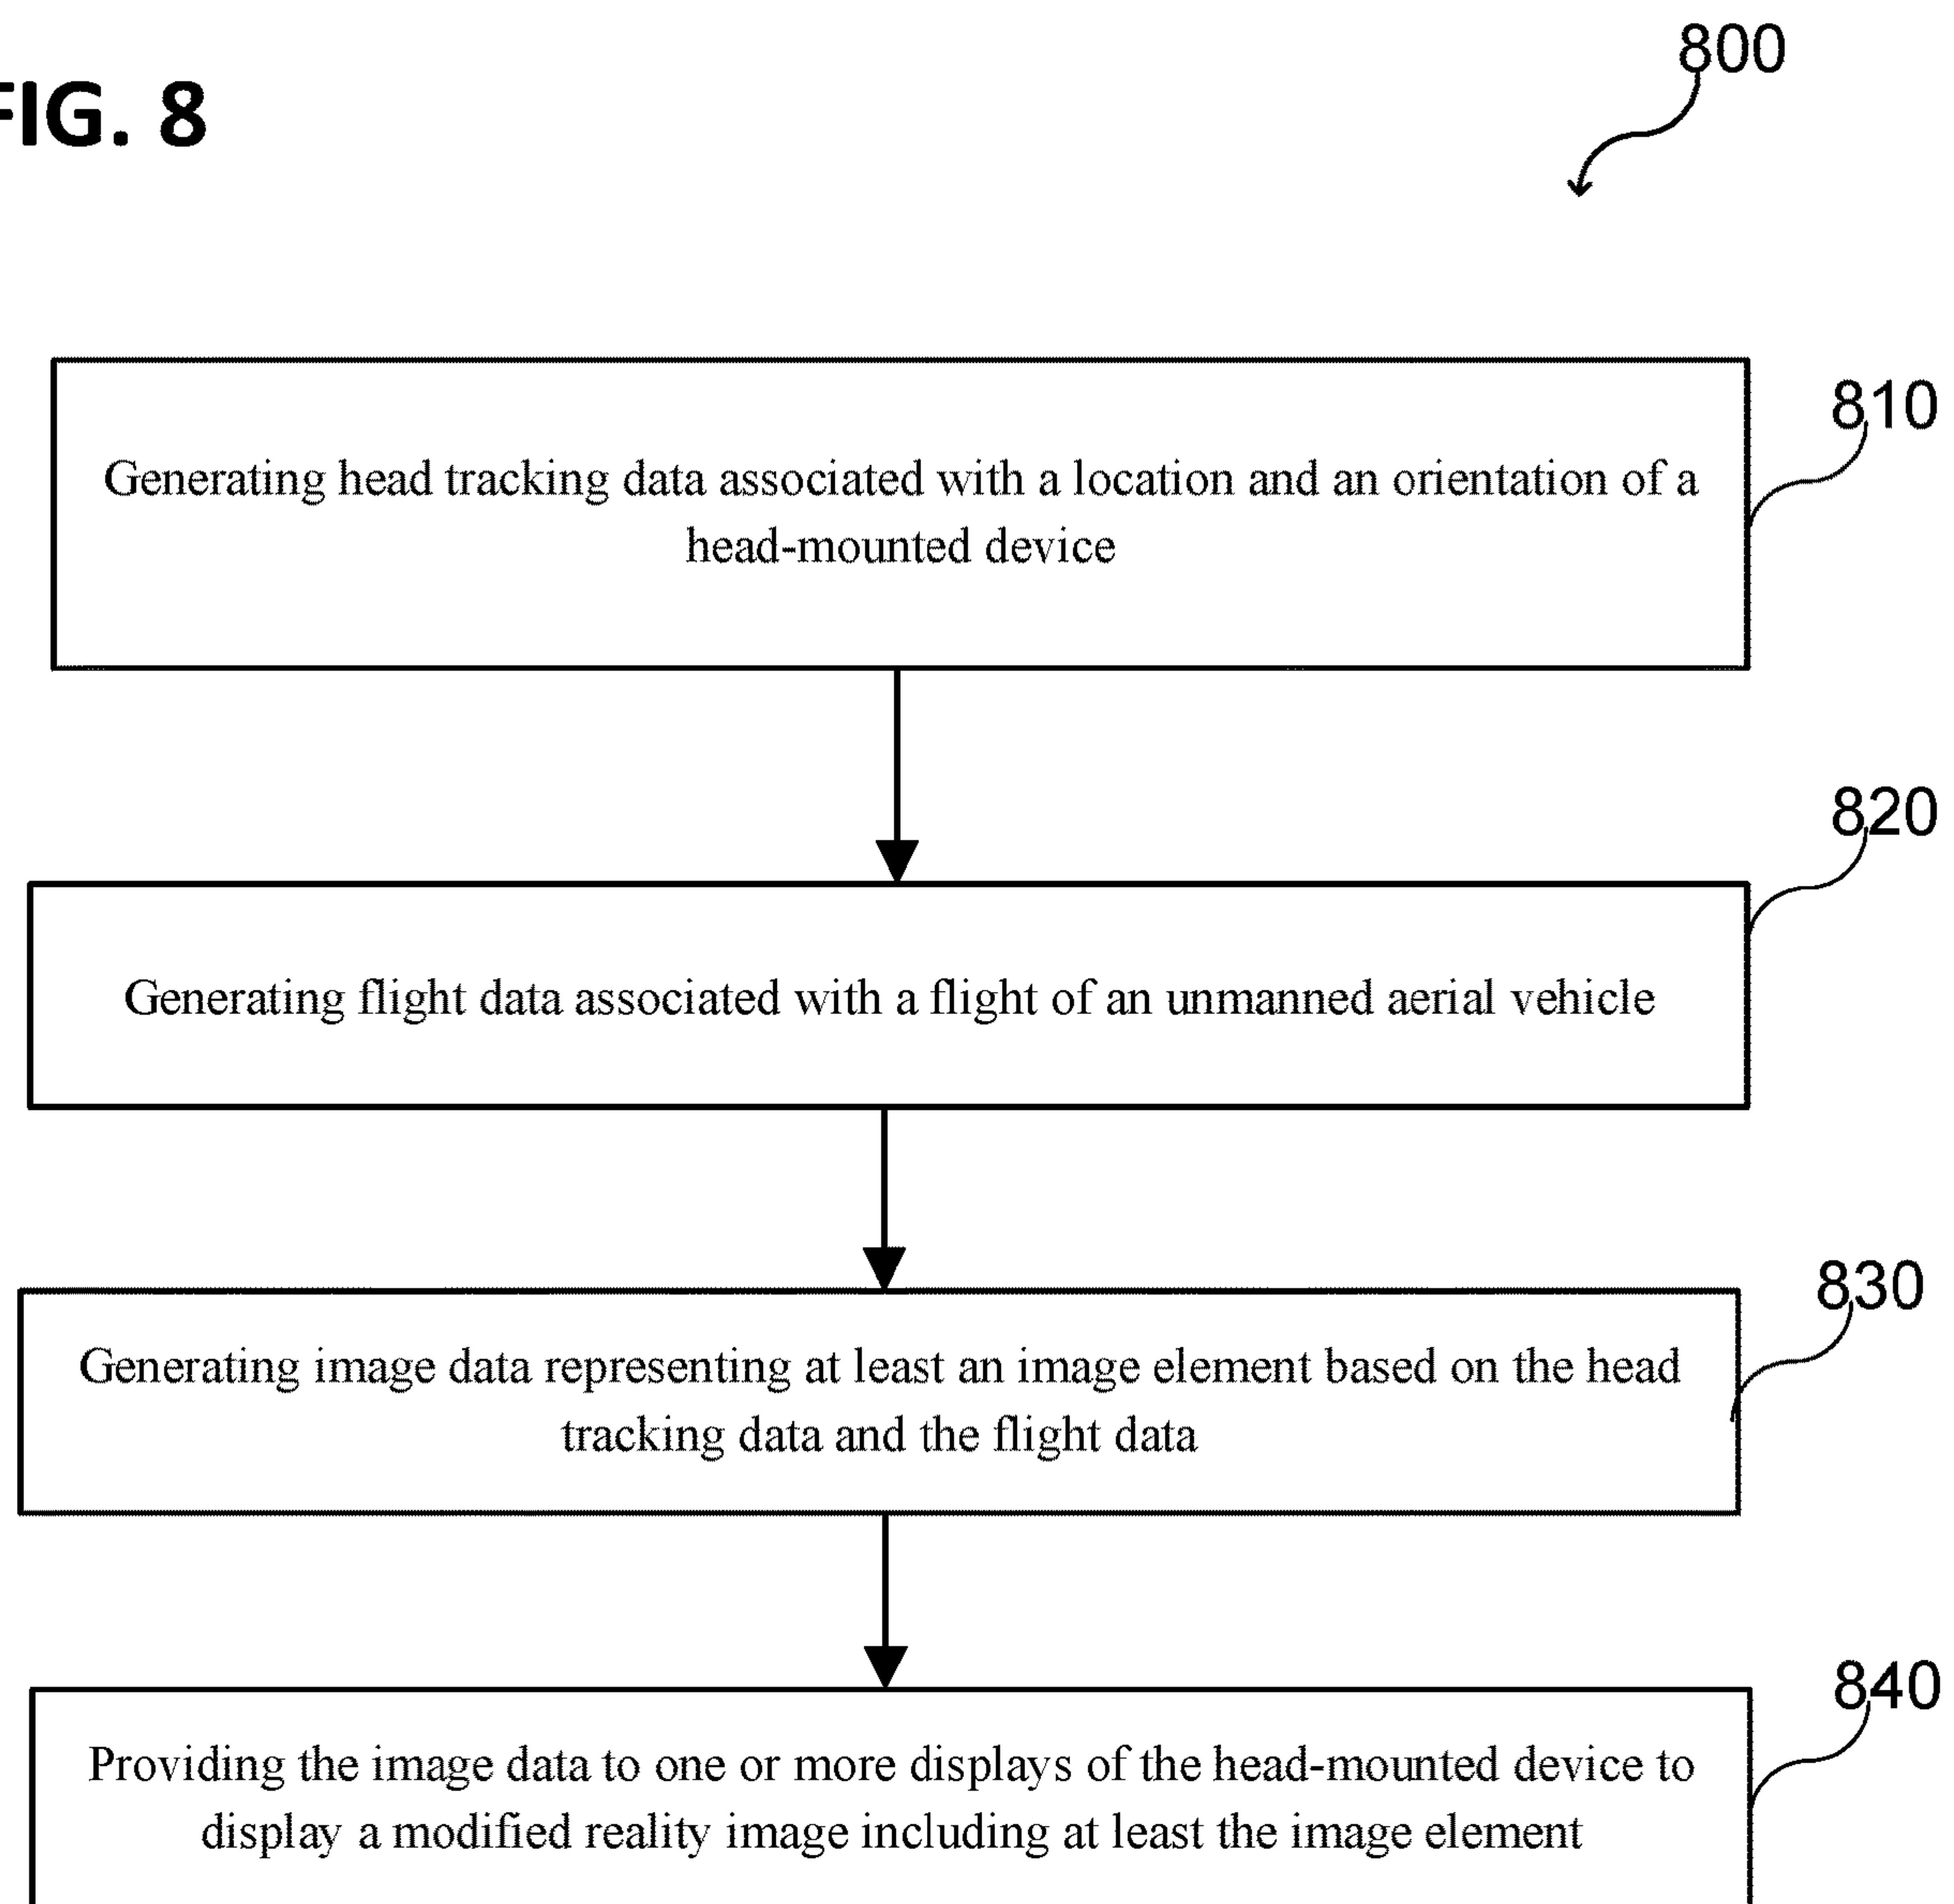 FIG. 8
800
Generating head tracking data associated with a location and an orientation of a
head-mounted device
810
Generating flight data associated with a flight of an unmanned aerial vehicle
820
Generating image data representing at least an image element based on the head
tracking data and the flight data
830
Providing the image data to one or more displays of the head-mounted device to
display a modified reality image including at least the image element
840